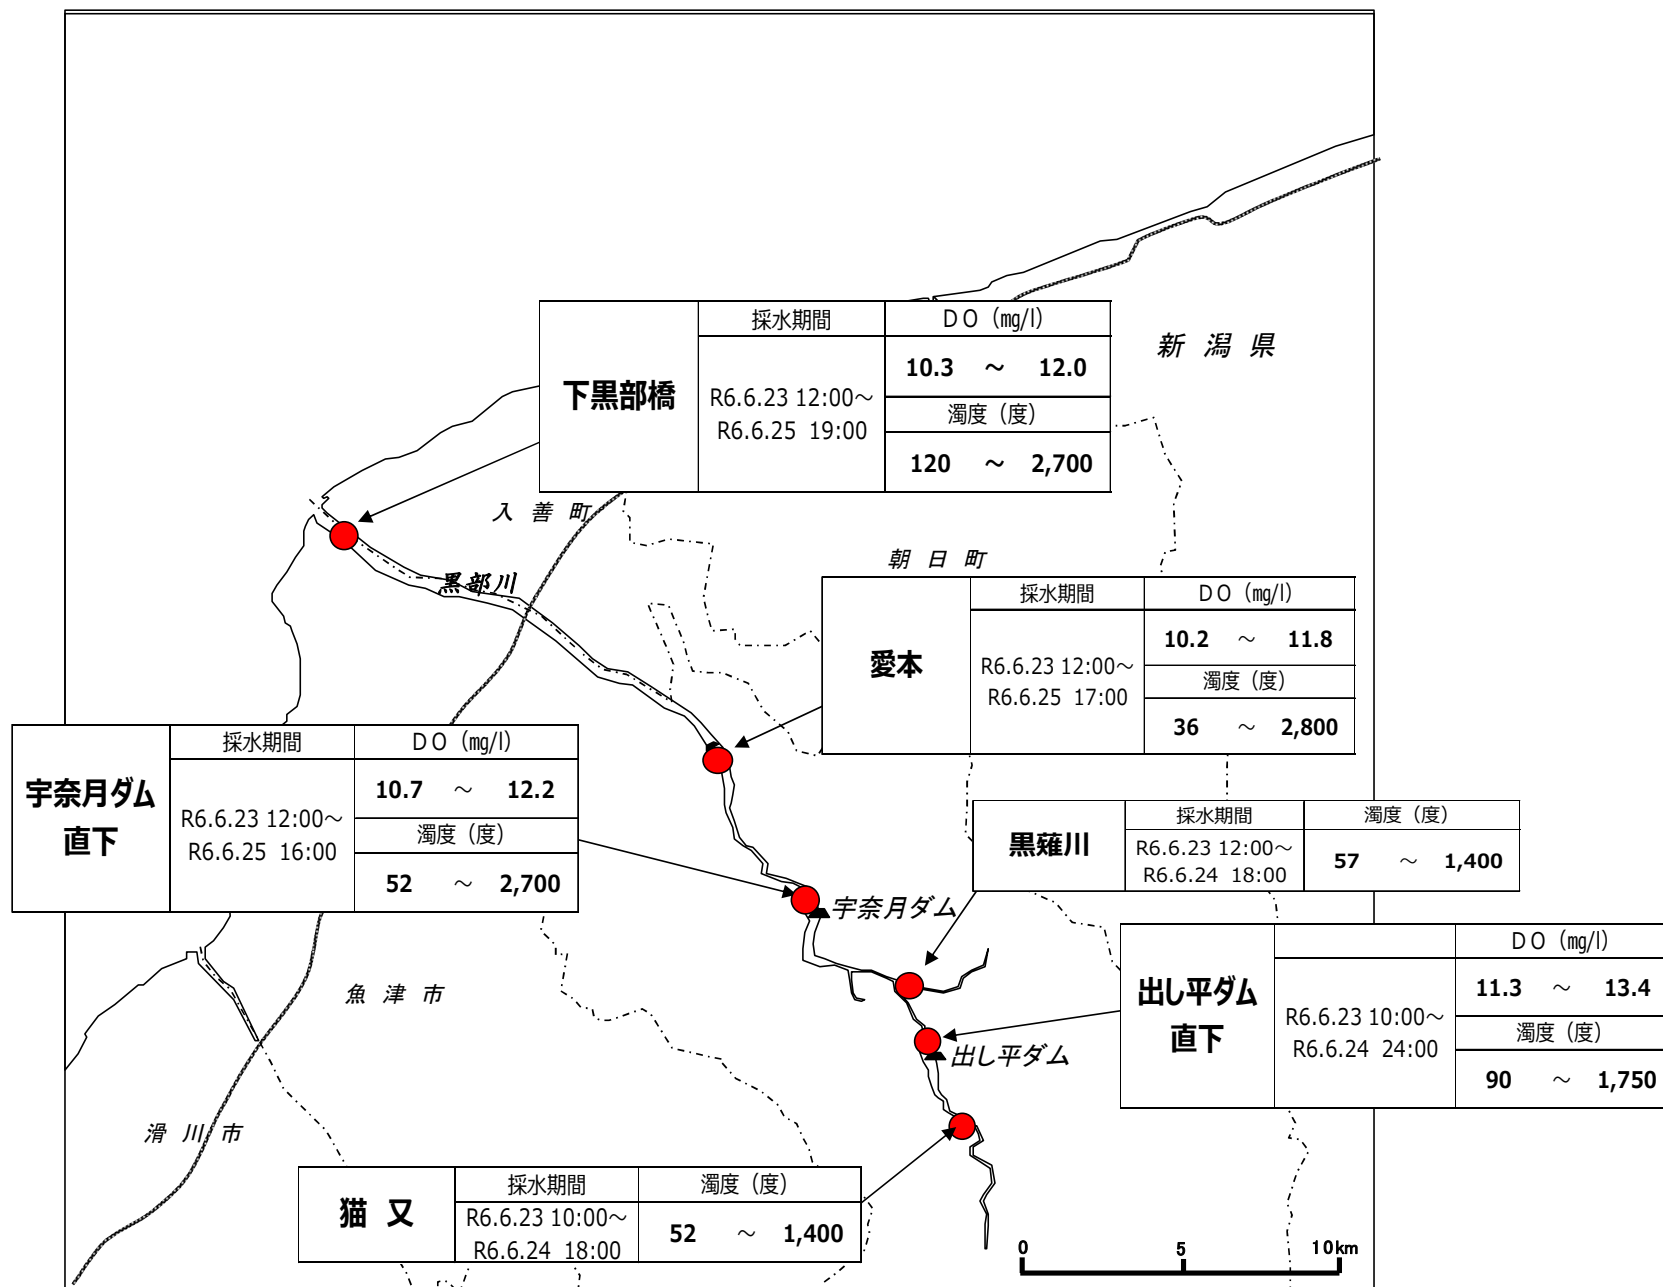 下黒部橋
採水期間
ＤＯ（㎎/l）
R6.6.23 12:00～
R6.6.25 19:00
10.3 ～ 12.0
濁度（度）
120 ～ 2,700
新潟県
入善町
黒部川
朝日町
愛本
採水期間
ＤＯ（㎎/l）
R6.6.23 12:00～
R6.6.25 17:00
10.2 ～ 11.8
濁度（度）
36 ～ 2,800
宇奈月ダム
直下
採水期間
ＤＯ（㎎/l）
R6.6.23 12:00～
R6.6.25 16:00
10.7 ～ 12.2
濁度（度）
52 ～ 2,700
黒薙川
採水期間
濁度（度）
R6.6.23 12:00～
R6.6.24 18:00
57 ～ 1,400
宇奈月ダム
出し平ダム
直下
ＤＯ（㎎/l）
R6.6.23 10:00～
R6.6.24 24:00
11.3 ～ 13.4
濁度（度）
90 ～ 1,750
魚津市
出し平ダム
滑川市
猫又
採水期間
濁度（度）
R6.6.23 10:00～
R6.6.24 18:00
52 ～ 1,400
0 5 10km